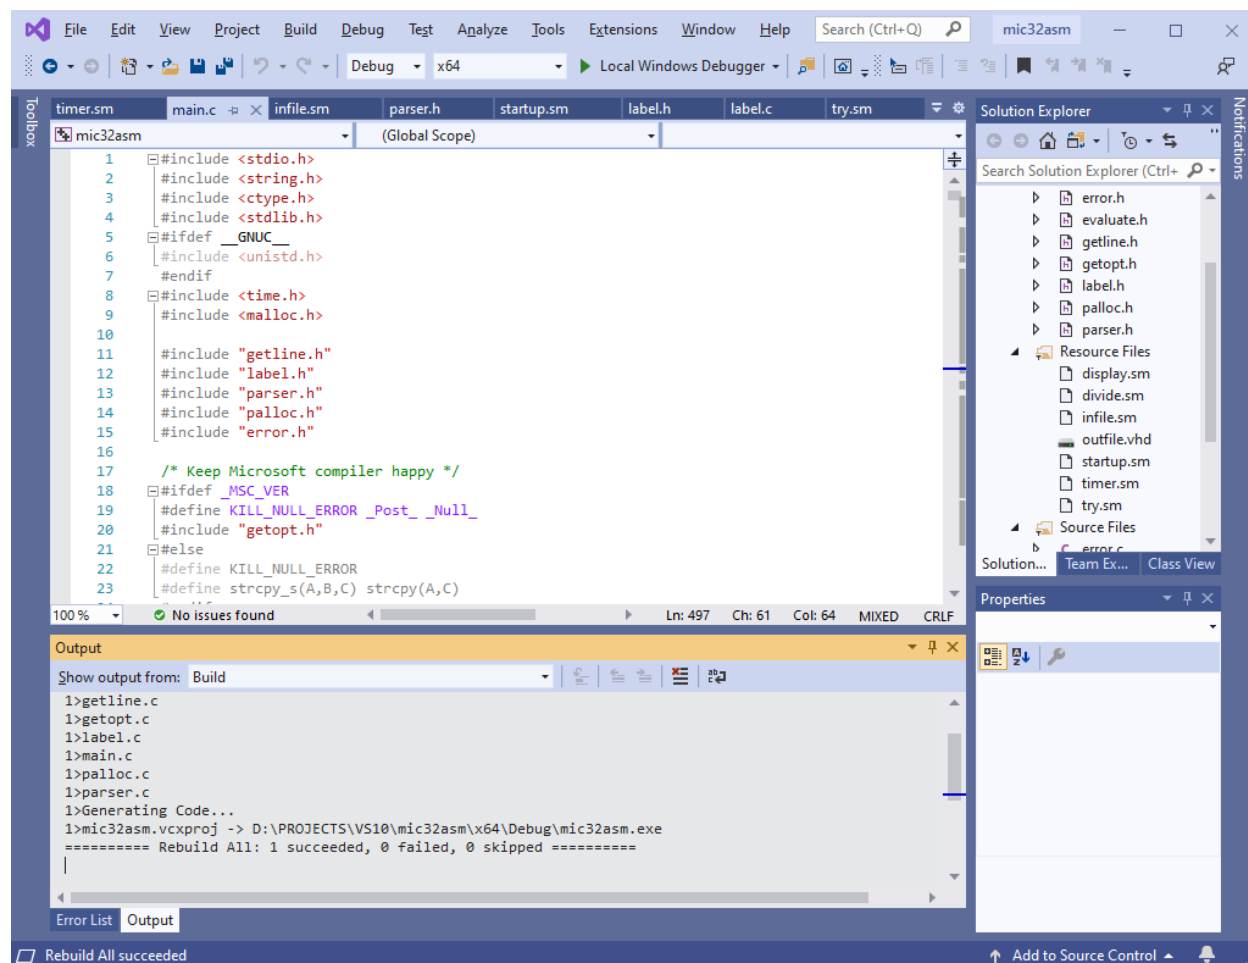 File Edit View Project Build Debug Test Analyze Tools Extensions Window Help Search (Ctrl+Q) mic32asm
Debug x64 Local Windows Debugger
Toolbox
timer.sm main.c infile.sm parser.h startup.sm label.h label.c try.sm
mic32asm (Global Scope)
1 #include <stdio.h>
2 #include <string.h>
3 #include <ctype.h>
4 #include <stdlib.h>
5 #ifdef __GNUC__
6 #include <unistd.h>
7 #endif
8 #include <time.h>
9 #include <malloc.h>
10
11 #include "getline.h"
12 #include "label.h"
13 #include "parser.h"
14 #include "palloc.h"
15 #include "error.h"
16
17 /* Keep Microsoft compiler happy */
18 #ifdef _MSC_VER
19 #define KILL_NULL_ERROR _Post_ _Null_
20 #include "getopt.h"
21 #else
22 #define KILL_NULL_ERROR
23 #define strcpy_s(A,B,C) strcpy(A,C)
100 % No issues found Ln: 497 Ch: 61 Col: 64 MIXED CRLF
Output
Show output from: Build
1>getline.c
1>getopt.c
1>label.c
1>main.c
1>palloc.c
1>parser.c
1>Generating Code...
1>mic32asm.vcxproj -> D:\PROJECTS\VS10\mic32asm\x64\Debug\mic32asm.exe
========== Rebuild All: 1 succeeded, 0 failed, 0 skipped ==========
Error List Output
Solution Explorer
Search Solution Explorer (Ctrl+
error.h
evaluate.h
getline.h
getopt.h
label.h
palloc.h
parser.h
Resource Files
display.sm
divide.sm
infile.sm
outfile.vhd
startup.sm
timer.sm
try.sm
Source Files
error.c
Solution... Team Ex... Class View
Properties
Notifications
Rebuild All succeeded Add to Source Control